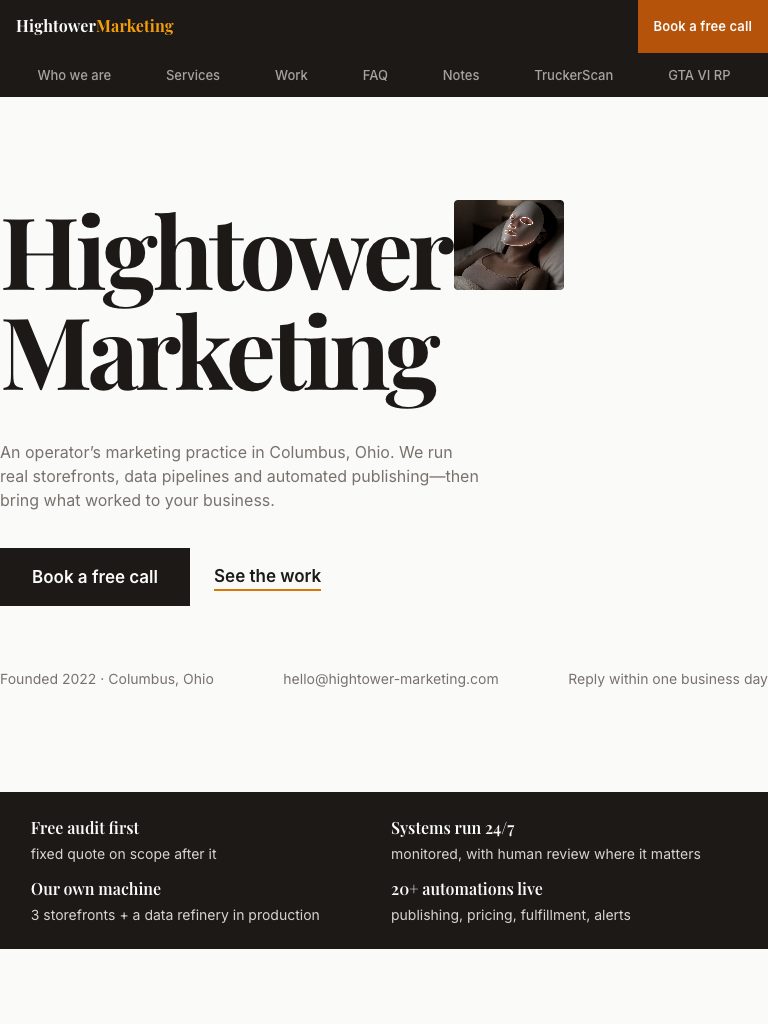 HightowerMarketing
Book a free call
Who we are
Services
Work
FAQ
Notes
TruckerScan
GTA VI RP
Hightower
Marketing
An operator’s marketing practice in Columbus, Ohio. We run
real storefronts, data pipelines and automated publishing—then
bring what worked to your business.
Book a free call
See the work
Founded 2022 · Columbus, Ohio
hello@hightower-marketing.com
Reply within one business day
Free audit first
fixed quote on scope after it
Systems run 24/7
monitored, with human review where it matters
Our own machine
3 storefronts + a data refinery in production
20+ automations live
publishing, pricing, fulfillment, alerts